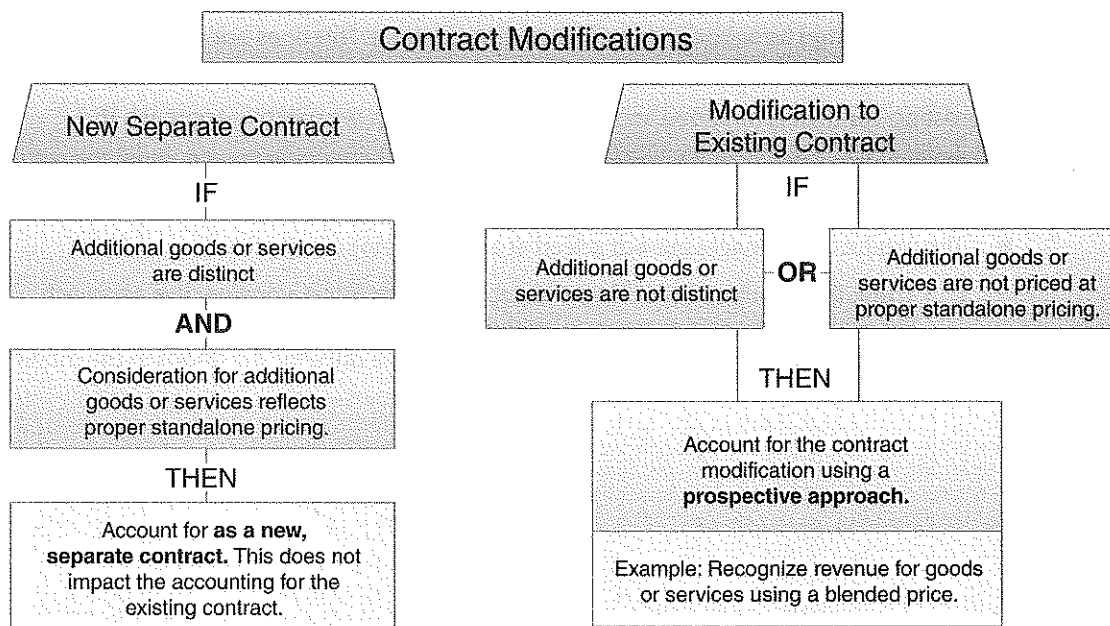 Contract Modifications
New Separate Contract
IF
Additional goods or services
are distinct
AND
Consideration for additional
goods or services reflects
proper standalone pricing.
THEN
Account for as a new,
separate contract. This does not
impact the accounting for the
existing contract.
Modification to
Existing Contract
IF
Additional goods or
services are not distinct
OR
Additional goods or
services are not priced at
proper standalone pricing.
THEN
Account for the contract
modification using a
prospective approach.
Example: Recognize revenue for goods
or services using a blended price.